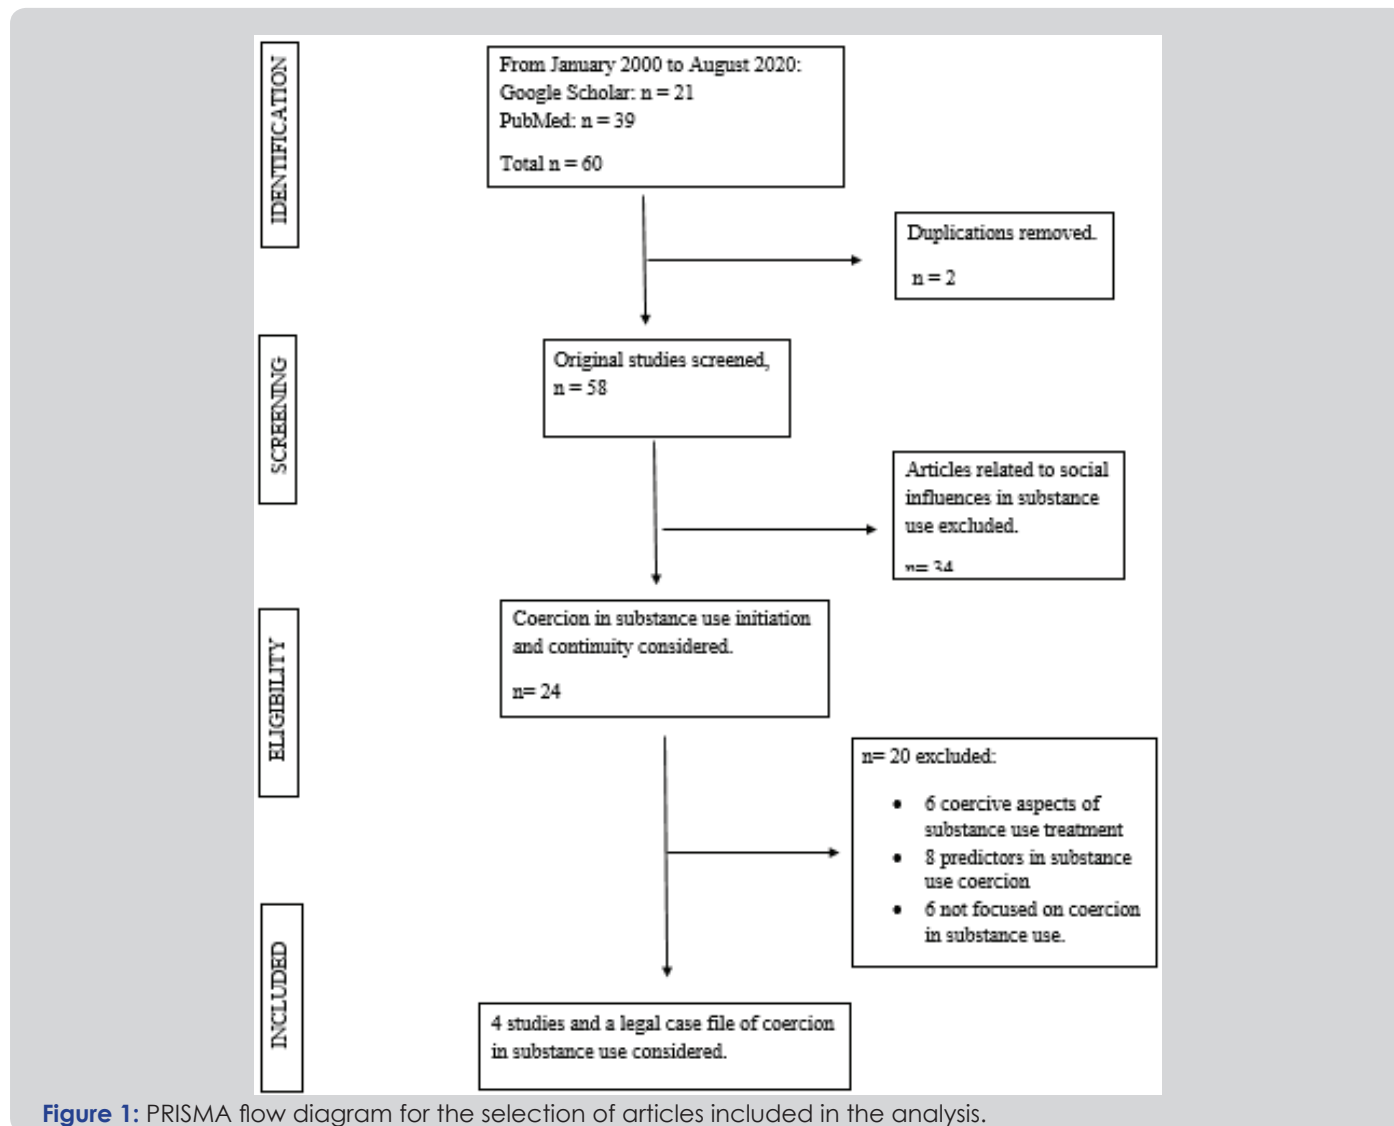 IDENTIFICATION
From January 2000 to August 2020:
Google Scholar: n = 21
PubMed: n = 39
Total n = 60
Duplications removed.
n = 2
SCREENING
Original studies screened,
n = 58
Articles related to social
influences in substance
use excluded.
n= 34
ELIGIBILITY
Coercion in substance use initiation
and continuity considered.
n= 24
n= 20 excluded:
• 6 coercive aspects of
substance use treatment
• 8 predictors in substance
use coercion
• 6 not focused on coercion
in substance use.
INCLUDED
4 studies and a legal case file of coercion
in substance use considered.
Figure 1: PRISMA flow diagram for the selection of articles included in the analysis.